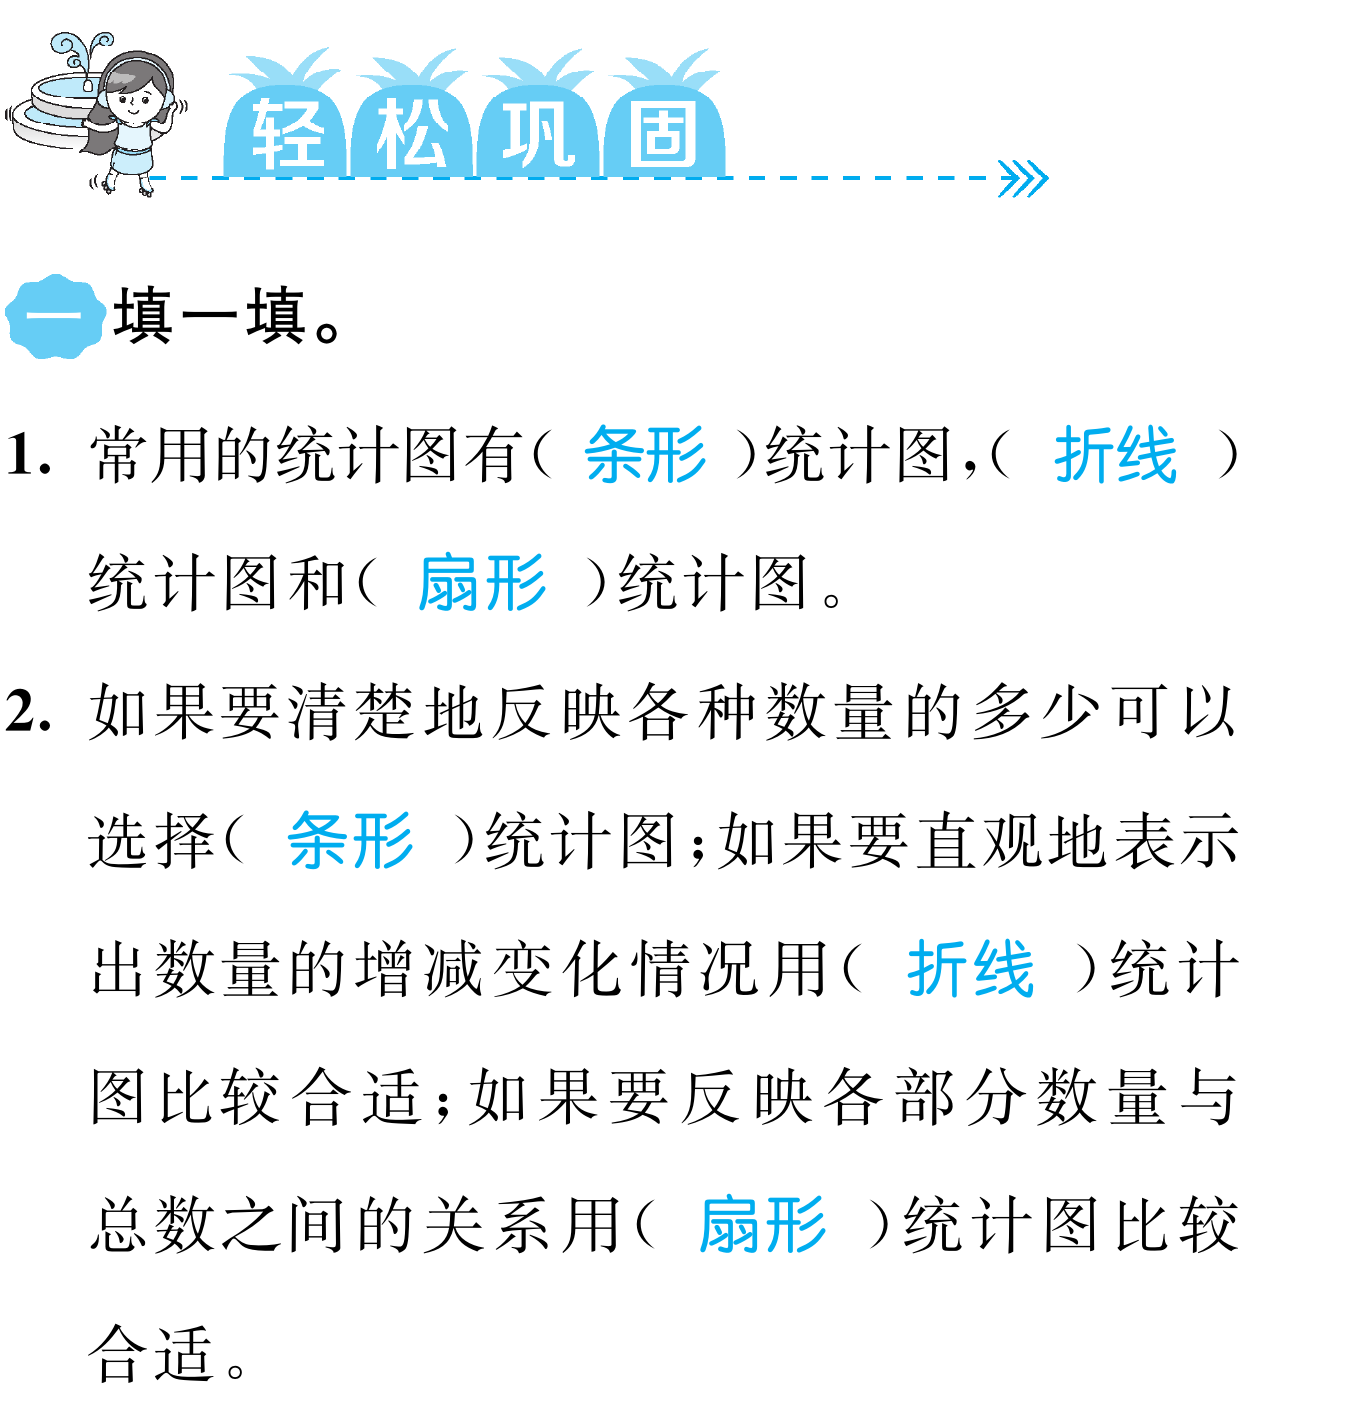 轻松巩固
一 填一填。
1. 常用的统计图有( 条形 )统计图,( 折线 )
统计图和( 扇形 )统计图。
2. 如果要清楚地反映各种数量的多少可以
选择( 条形 )统计图;如果要直观地表示
出数量的增减变化情况用( 折线 )统计
图比较合适;如果要反映各部分数量与
总数之间的关系用( 扇形 )统计图比较
合适。